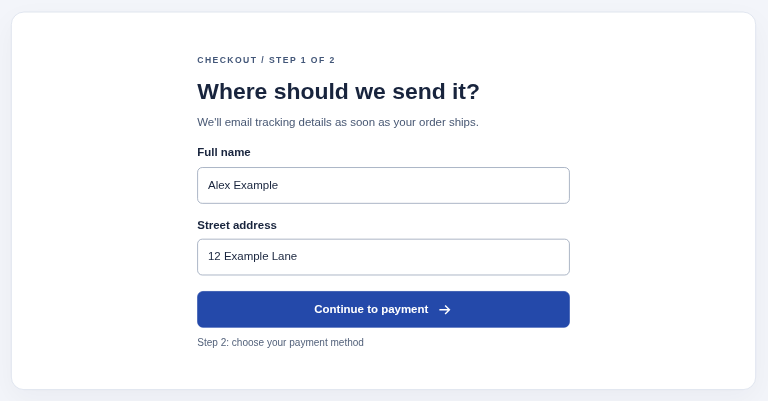 CHECKOUT / STEP 1 OF 2
Where should we send it?
We'll email tracking details as soon as your order ships.
Full name
Alex Example
Street address
12 Example Lane
Continue to payment →
Step 2: choose your payment method